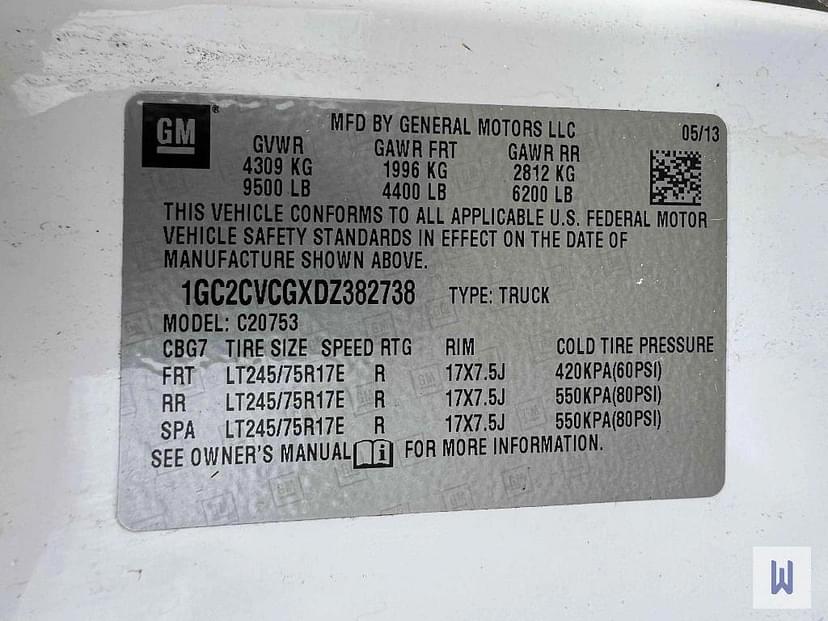 GM ®
MFD BY GENERAL MOTORS LLC 05/13
GVWR GAWR FRT GAWR RR
4309 KG 1996 KG 2812 KG
9500 LB 4400 LB 6200 LB
THIS VEHICLE CONFORMS TO ALL APPLICABLE U.S. FEDERAL MOTOR
VEHICLE SAFETY STANDARDS IN EFFECT ON THE DATE OF
MANUFACTURE SHOWN ABOVE.
1GC2CVCGXDZ382738 TYPE: TRUCK
MODEL: C20753
CBG7 TIRE SIZE SPEED RTG RIM COLD TIRE PRESSURE
FRT LT245/75R17E R 17X7.5J 420KPA(60PSI)
RR LT245/75R17E R 17X7.5J 550KPA(80PSI)
SPA LT245/75R17E R 17X7.5J 550KPA(80PSI)
SEE OWNER'S MANUAL i FOR MORE INFORMATION.
W